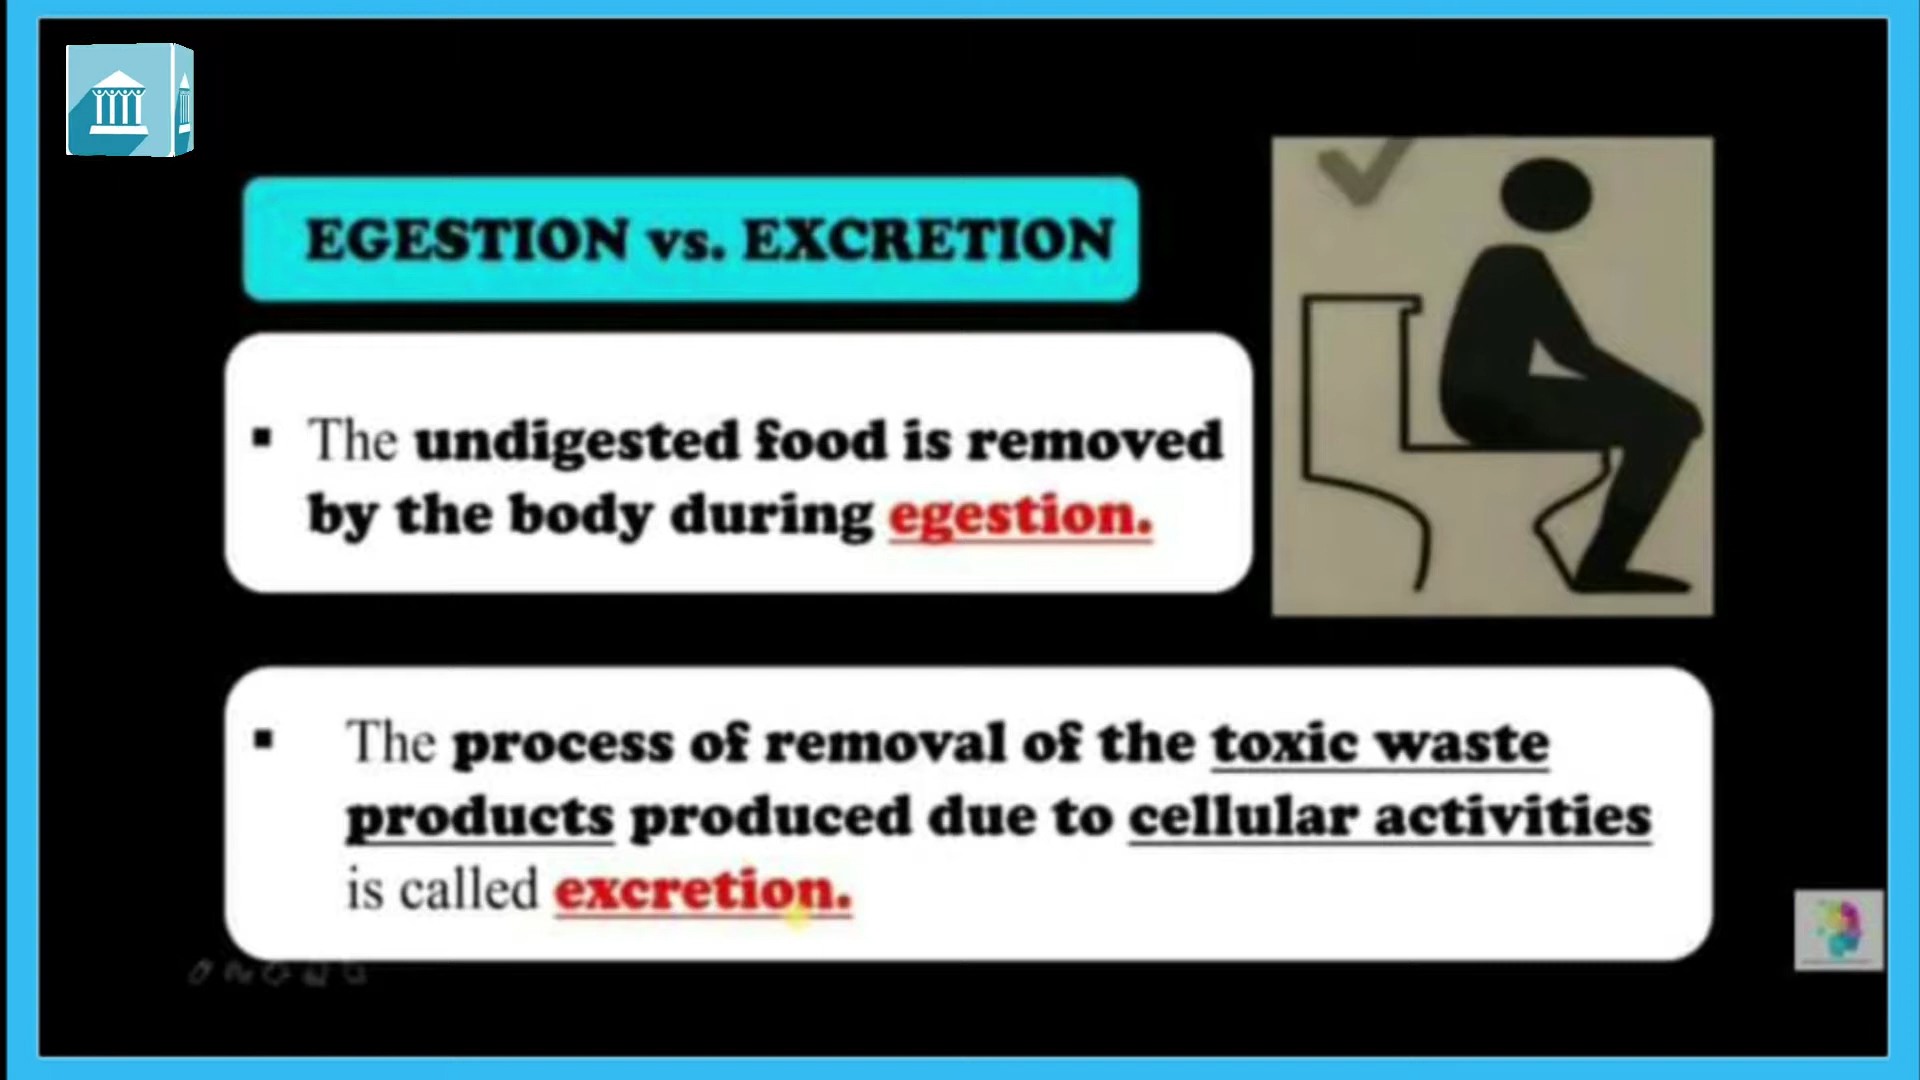 EGESTION vs. EXCRETION
▪ The undigested food is removed
by the body during egestion.
▪ The process of removal of the toxic waste
products produced due to cellular activities
is called excretion.